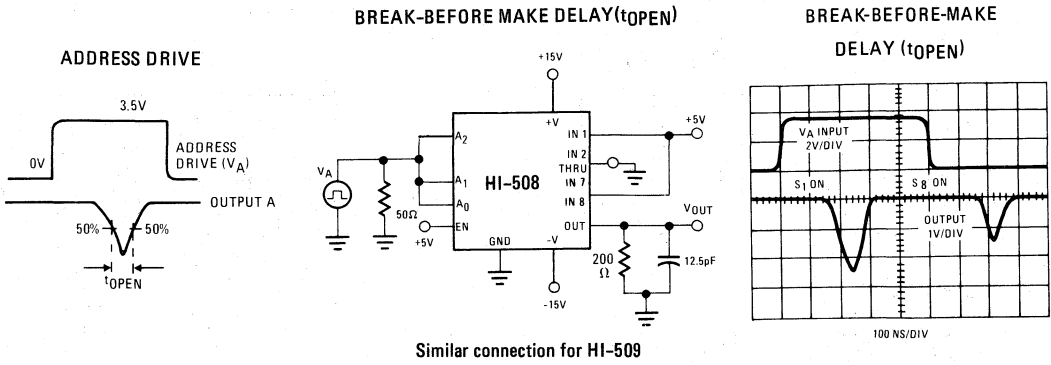 BREAK-BEFORE MAKE DELAY(tOPEN)
ADDRESS DRIVE
3.5V
0V
ADDRESS
DRIVE (VA)
OUTPUT A
50%
50%
tOPEN
+15V
+V
A2
A1
A0
EN
HI-508
IN 1
IN 2
THRU
IN 7
IN 8
OUT
GND
-V
VA
50Ω
+5V
+5V
VOUT
200
Ω
12.5pF
-15V
Similar connection for HI-509
BREAK-BEFORE-MAKE
DELAY (tOPEN)
VA INPUT
2V/DIV
S1 ON
S8 ON
OUTPUT
1V/DIV
100 NS/DIV